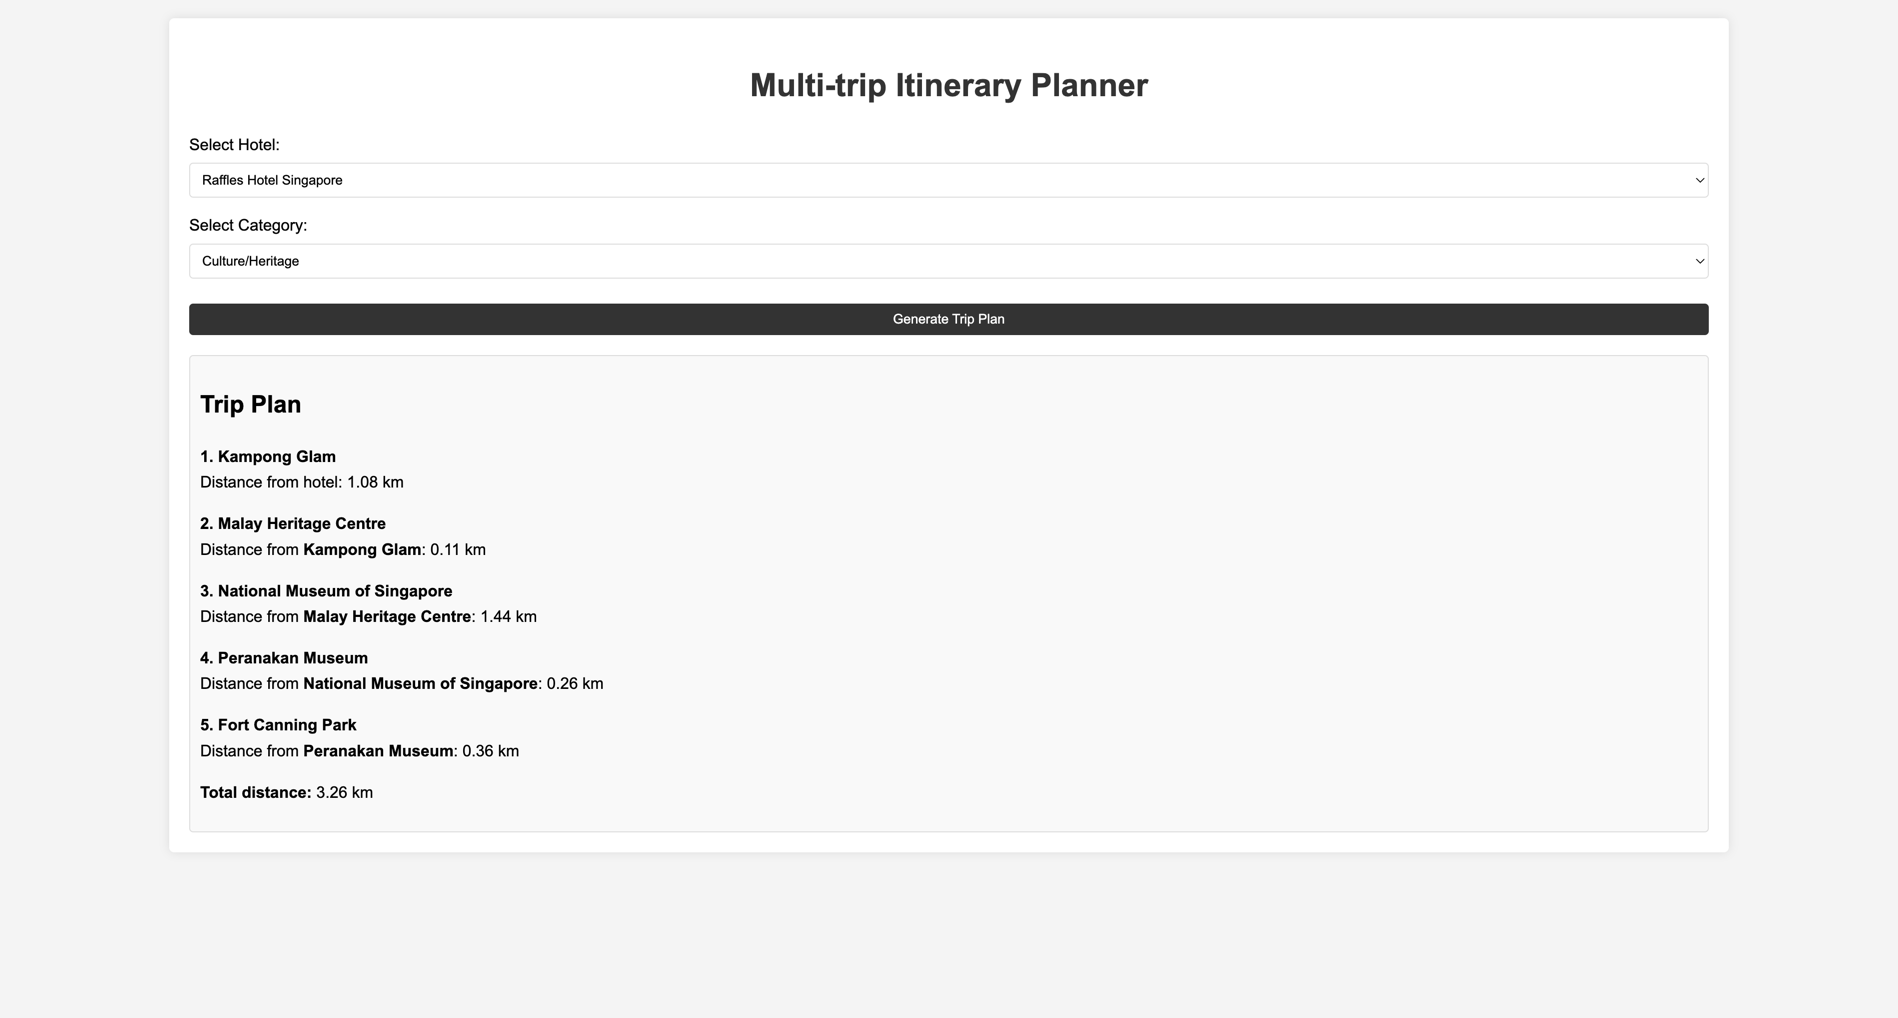 Multi-trip Itinerary Planner
Select Hotel:
Raffles Hotel Singapore
Select Category:
Culture/Heritage
Generate Trip Plan
Trip Plan
1. Kampong Glam
Distance from hotel: 1.08 km
2. Malay Heritage Centre
Distance from Kampong Glam: 0.11 km
3. National Museum of Singapore
Distance from Malay Heritage Centre: 1.44 km
4. Peranakan Museum
Distance from National Museum of Singapore: 0.26 km
5. Fort Canning Park
Distance from Peranakan Museum: 0.36 km
Total distance: 3.26 km